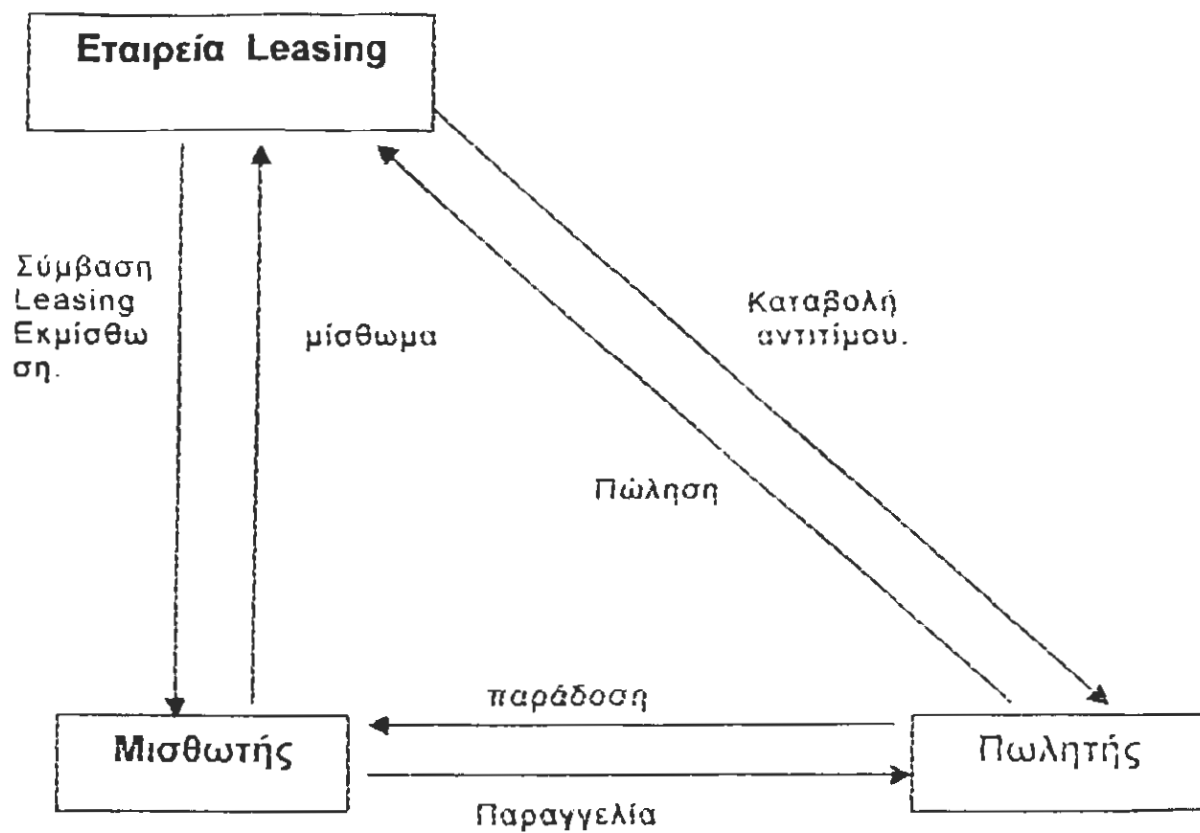 Εταιρεία Leasing
Σύμβαση
Leasing
Εκμίσθω
ση.
μίσθωμα
Καταβολή
αντιτίμου.
Πώληση
παράδοση
Μισθωτής
Πωλητής
Παραγγελία